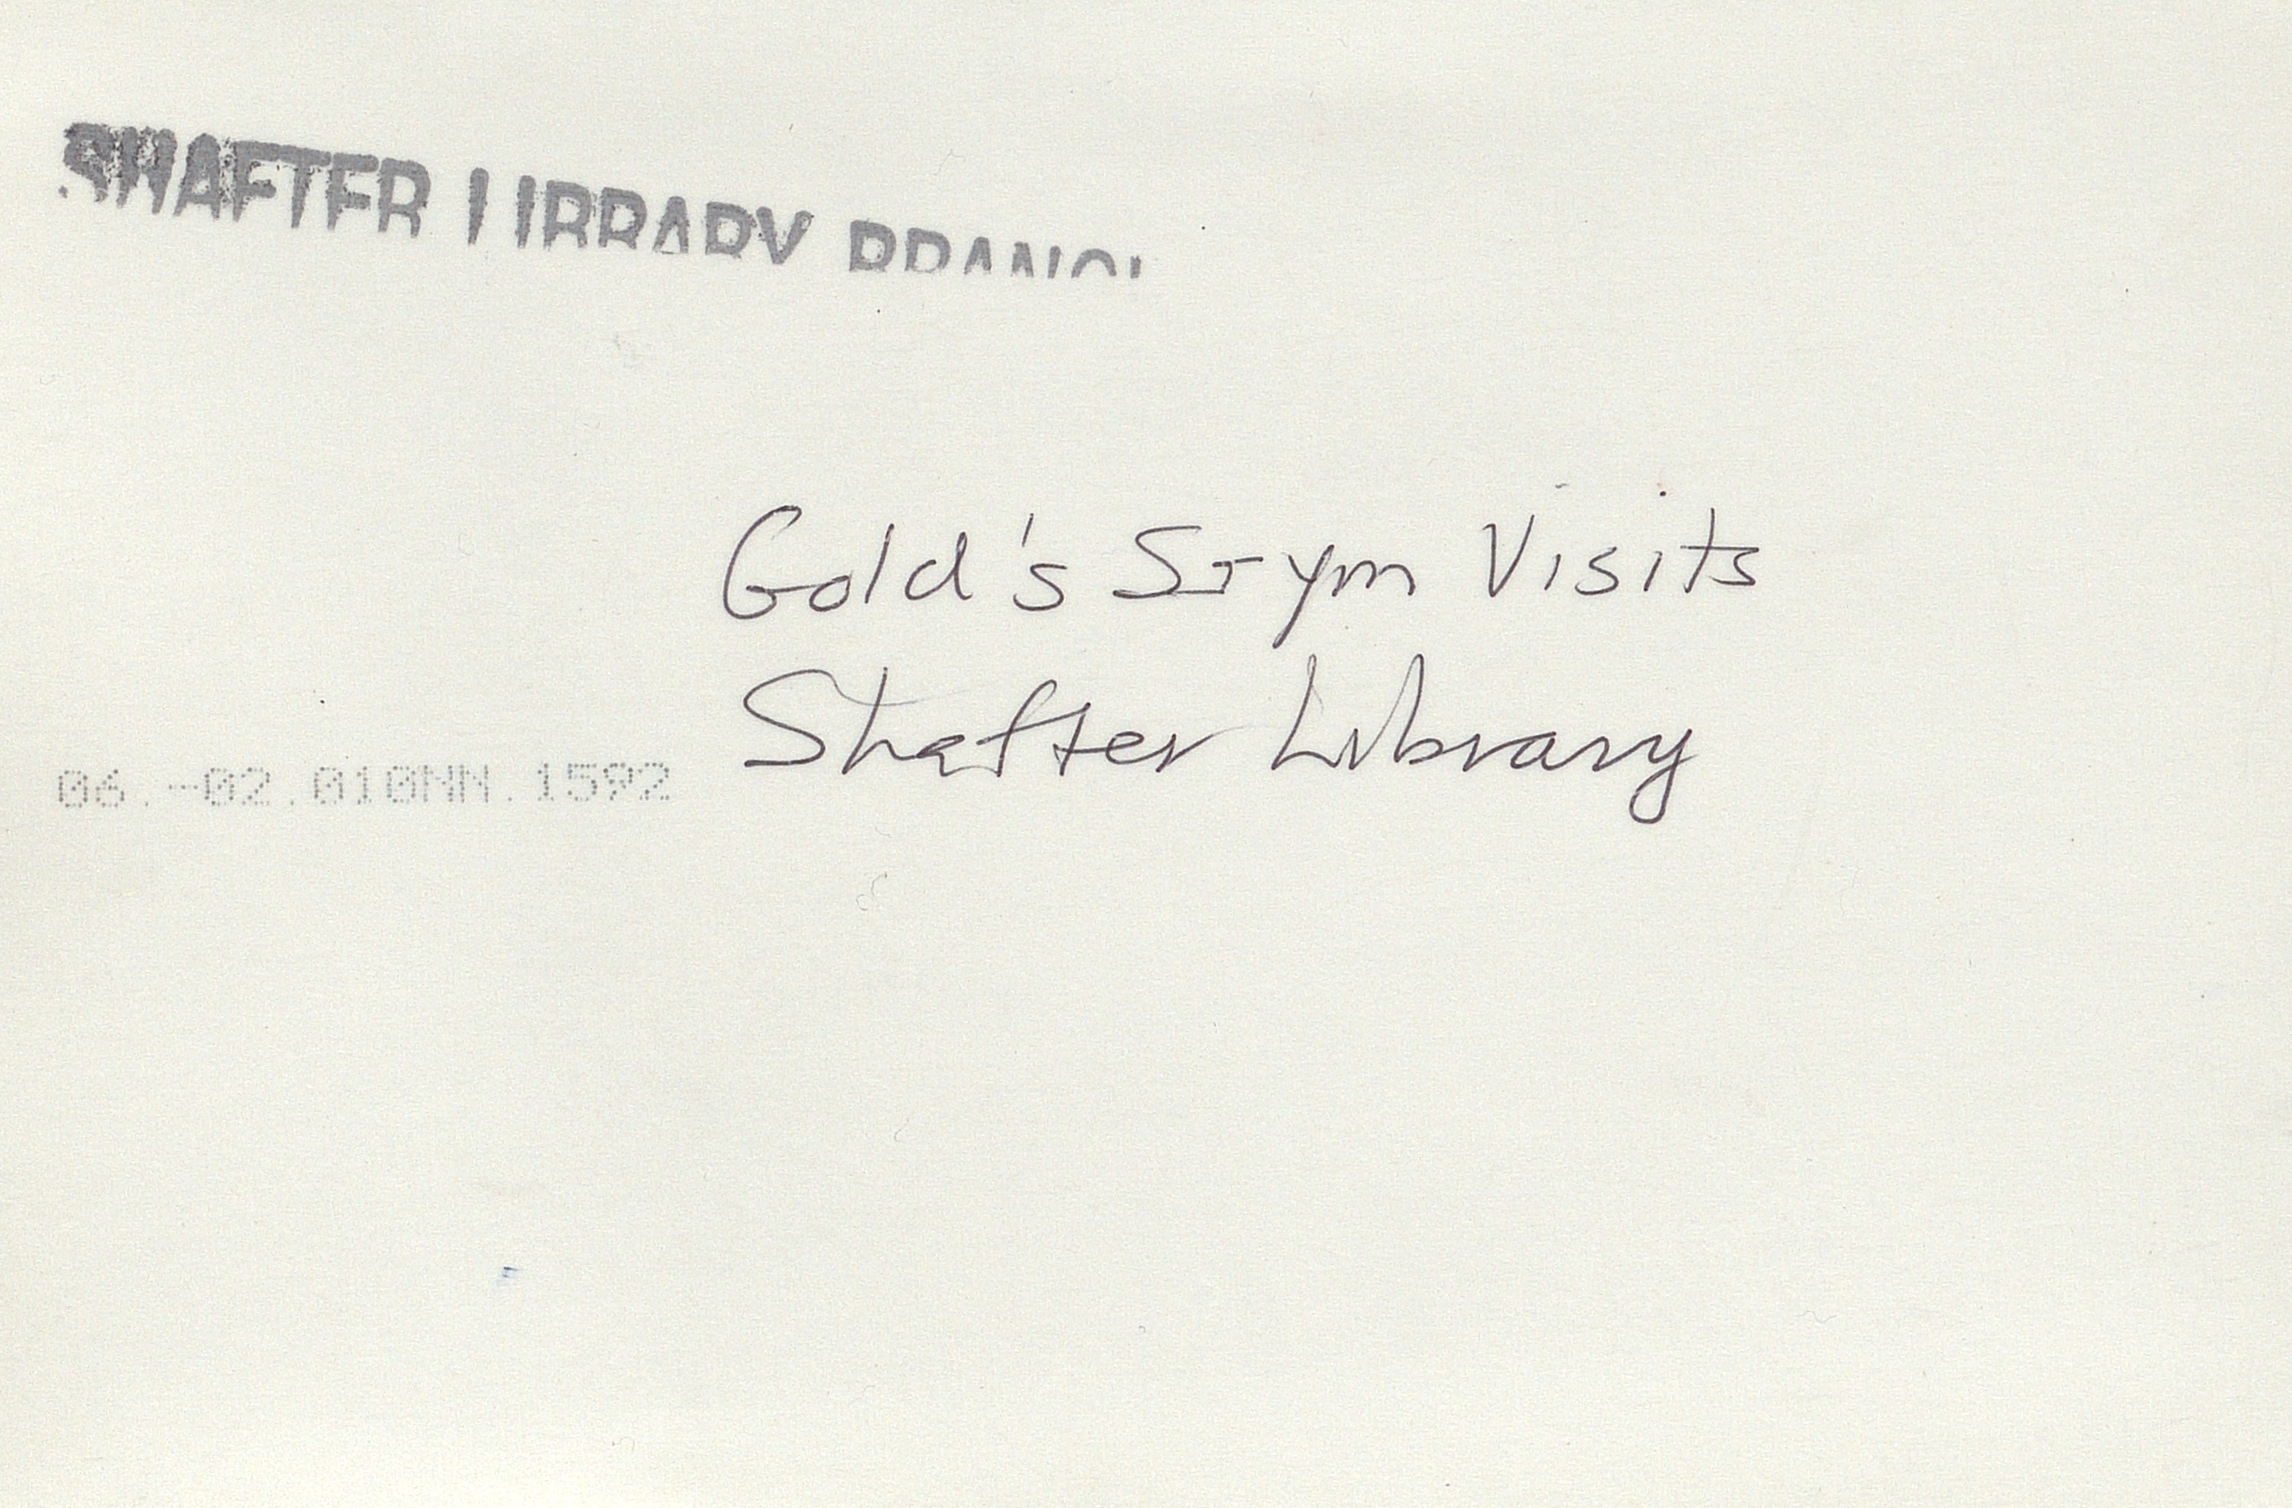 SHAFTER LIBRARY BRANCH
Gold's Gym Visits
Shafter Library
06.-02.010NN.1592